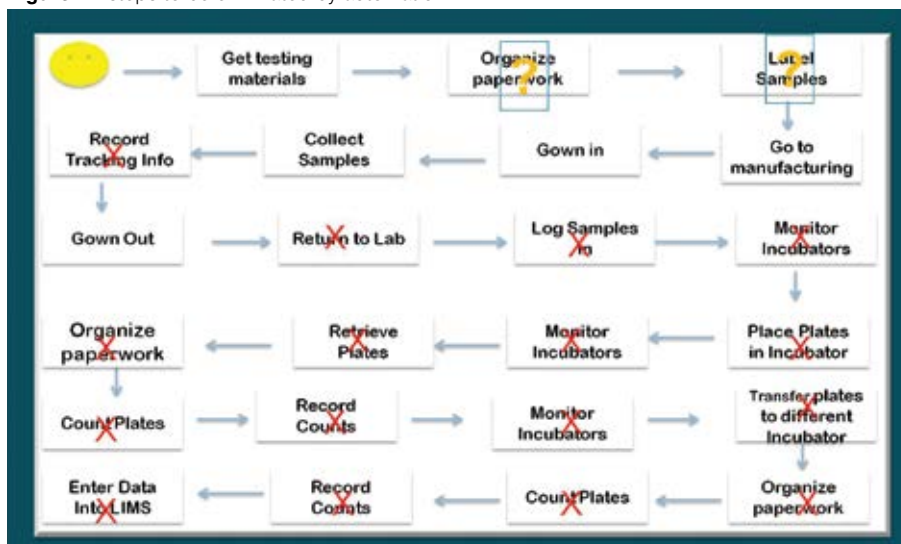 Get testing
materials
Organize
paperwork
?
Label
Samples
?
Record
Tracking Info
Collect
Samples
Gown in
Go to
manufacturing
Gown Out
Return to Lab
Log Samples
in
Monitor
Incubators
Organize
paperwork
Retrieve
Plates
Monitor
Incubators
Place Plates
in Incubator
Count Plates
Record
Counts
Monitor
Incubators
Transfer plates
to different
Incubator
Enter Data
Into LIMS
Record
Counts
Count Plates
Organize
paperwork